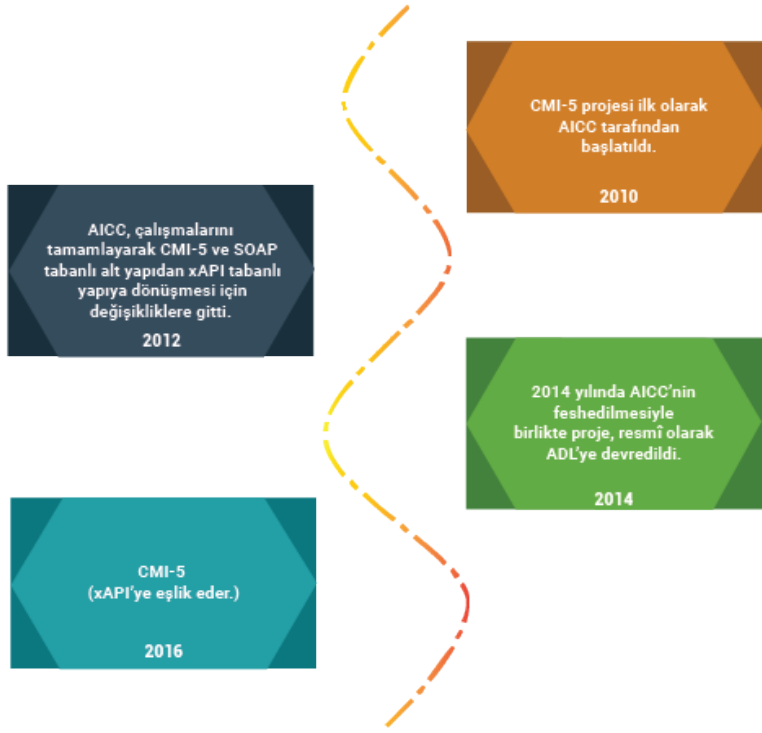 CMI-5 projesi ilk olarak
AICC tarafından
başlatıldı.
2010
AICC, çalışmalarını
tamamlayarak CMI-5 ve SOAP
tabanlı alt yapıdan xAPI tabanlı
yapıya dönüşmesi için
değişikliklere gitti.
2012
2014 yılında AICC’nin
feshedilmesiyle
birlikte proje, resmî olarak
ADL’ye devredildi.
2014
CMI-5
(xAPI’ye eşlik eder.)
2016